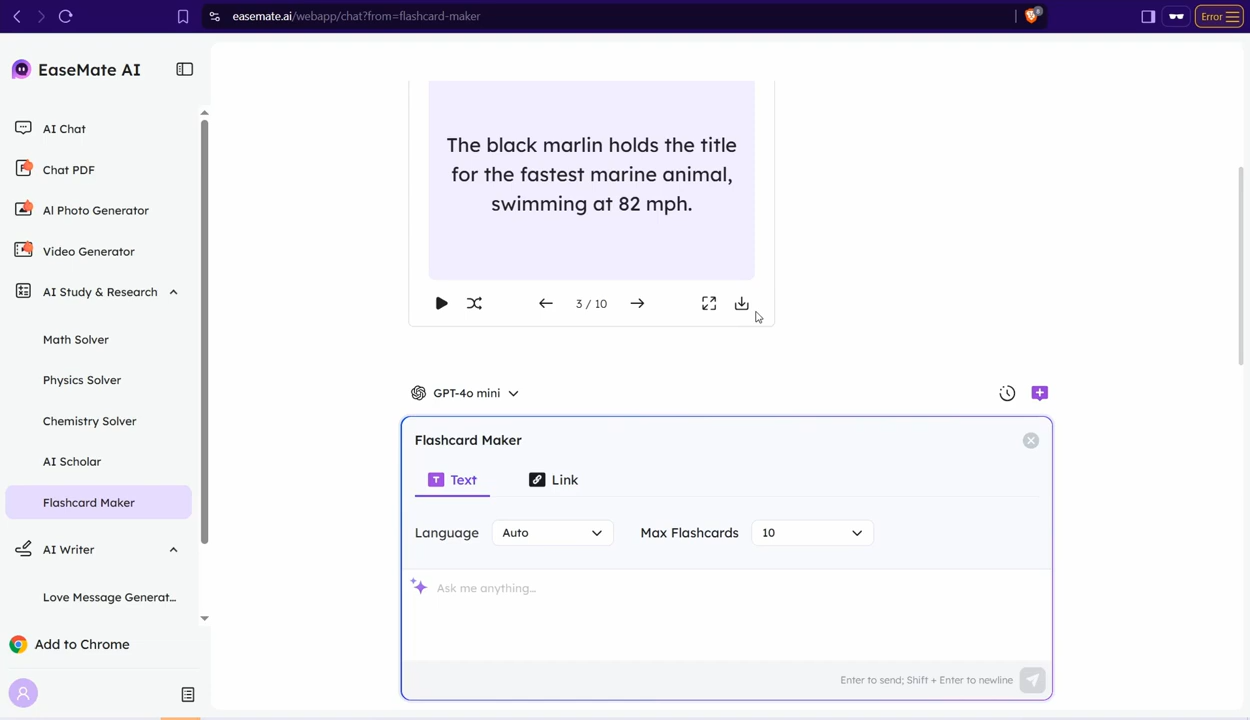 easemate.ai/webapp/chat?from=flashcard-maker
6
Error
EaseMate AI
AI Chat
Chat PDF
AI Photo Generator
Video Generator
AI Study & Research
Math Solver
Physics Solver
Chemistry Solver
AI Scholar
Flashcard Maker
AI Writer
Love Message Generat...
Add to Chrome
The black marlin holds the title
for the fastest marine animal,
swimming at 82 mph.
3 / 10
GPT-4o mini
Flashcard Maker
T Text
Link
Language Auto Max Flashcards 10
Ask me anything...
Enter to send; Shift + Enter to newline